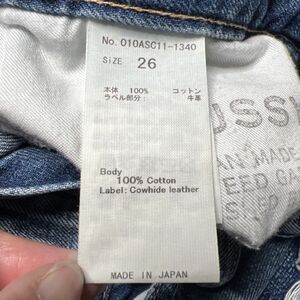 No. 010ASC11-1340
SIZE 26
本体 100% コットン
ラベル部分: 牛革
Body
100% Cotton
Label: Cowhide leather
MADE IN JAPAN
MADE